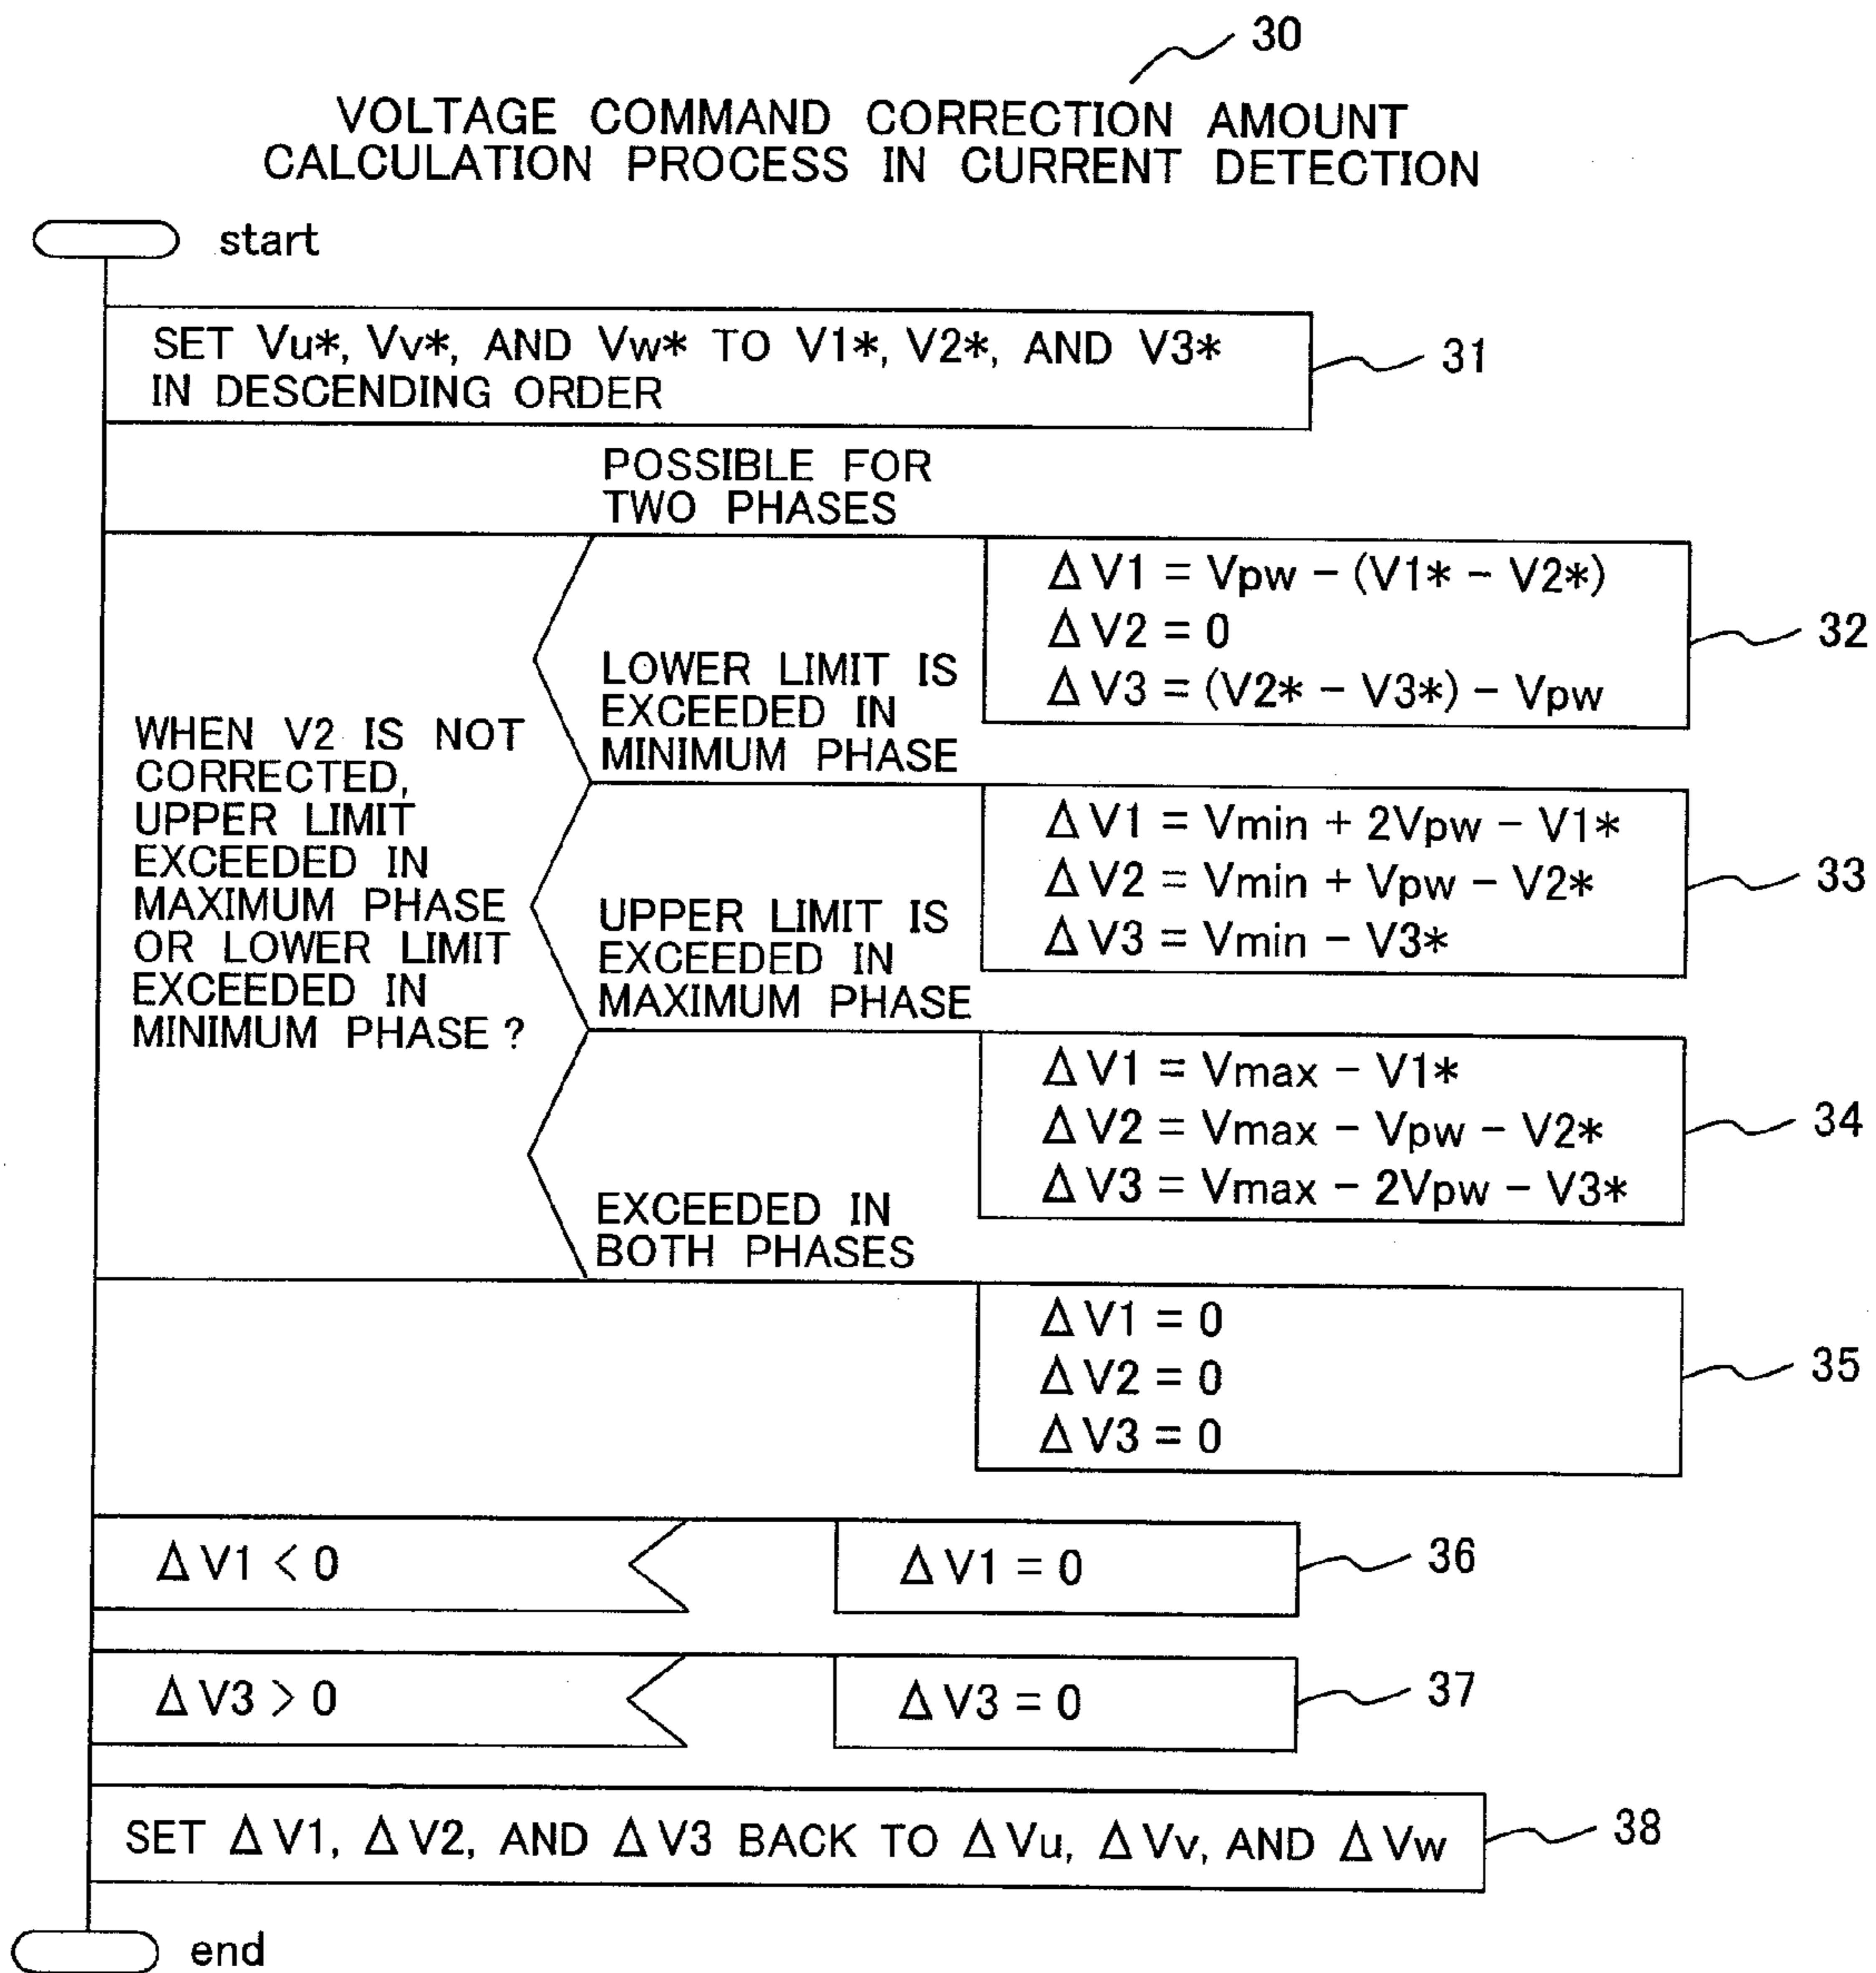 30
VOLTAGE COMMAND CORRECTION AMOUNT
CALCULATION PROCESS IN CURRENT DETECTION
start
SET Vu*, Vv*, AND Vw* TO V1*, V2*, AND V3*
IN DESCENDING ORDER
31
POSSIBLE FOR
TWO PHASES
ΔV1 = Vpw - (V1* - V2*)
ΔV2 = 0
ΔV3 = (V2* - V3*) - Vpw
32
WHEN V2 IS NOT
CORRECTED,
UPPER LIMIT
EXCEEDED IN
MAXIMUM PHASE
OR LOWER LIMIT
EXCEEDED IN
MINIMUM PHASE ?
LOWER LIMIT IS
EXCEEDED IN
MINIMUM PHASE
ΔV1 = Vmin + 2Vpw - V1*
ΔV2 = Vmin + Vpw - V2*
ΔV3 = Vmin - V3*
33
UPPER LIMIT IS
EXCEEDED IN
MAXIMUM PHASE
ΔV1 = Vmax - V1*
ΔV2 = Vmax - Vpw - V2*
ΔV3 = Vmax - 2Vpw - V3*
34
EXCEEDED IN
BOTH PHASES
ΔV1 = 0
ΔV2 = 0
ΔV3 = 0
35
ΔV1 < 0
ΔV1 = 0
36
ΔV3 > 0
ΔV3 = 0
37
SET ΔV1, ΔV2, AND ΔV3 BACK TO ΔVu, ΔVv, AND ΔVw
38
end